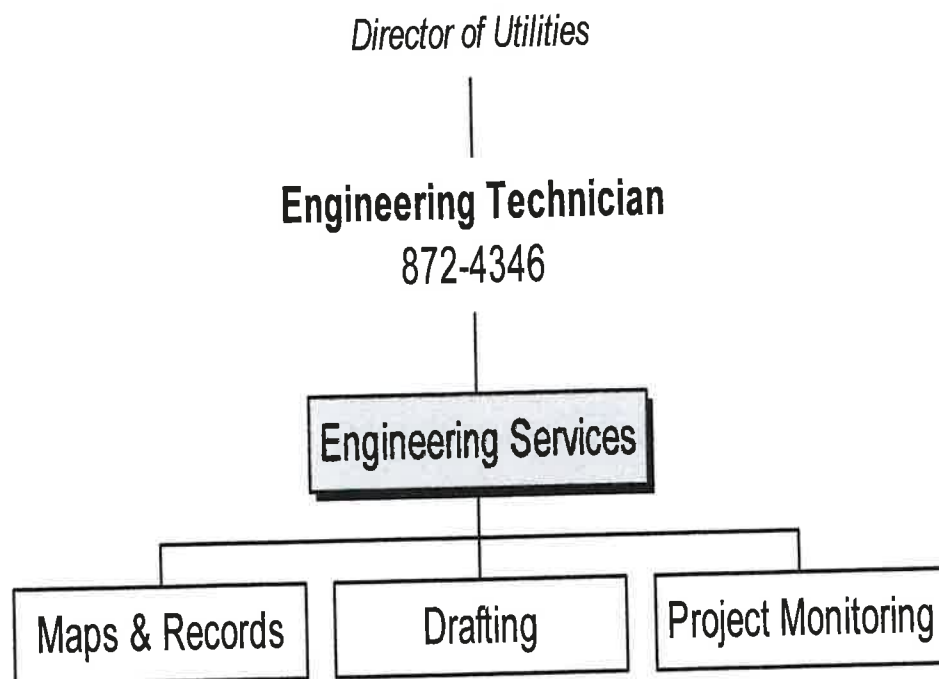 Director of Utilities
Engineering Technician
872-4346
Engineering Services
Maps & Records
Drafting
Project Monitoring